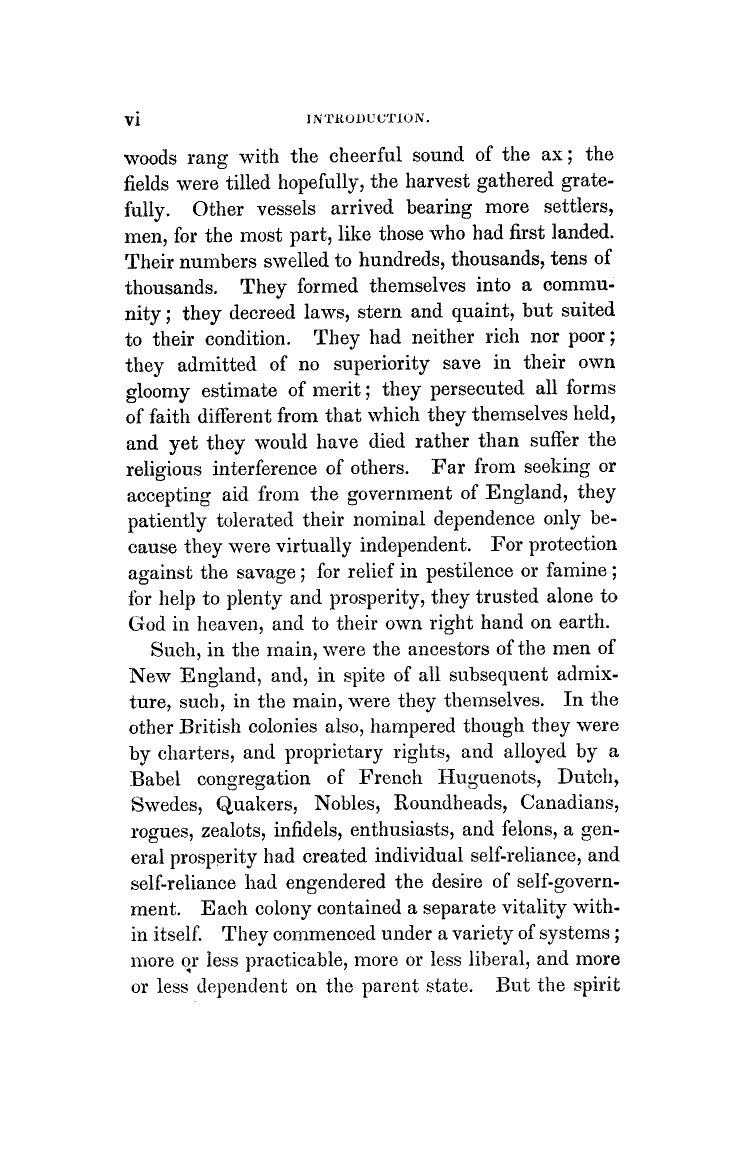 vi INTRODUCTION.
woods rang with the cheerful sound of the ax; the
fields were tilled hopefully, the harvest gathered grate-
fully. Other vessels arrived bearing more settlers,
men, for the most part, like those who had first landed.
Their numbers swelled to hundreds, thousands, tens of
thousands. They formed themselves into a commu-
nity; they decreed laws, stern and quaint, but suited
to their condition. They had neither rich nor poor;
they admitted of no superiority save in their own
gloomy estimate of merit; they persecuted all forms
of faith different from that which they themselves held,
and yet they would have died rather than suffer the
religious interference of others. Far from seeking or
accepting aid from the government of England, they
patiently tolerated their nominal dependence only be-
cause they were virtually independent. For protection
against the savage; for relief in pestilence or famine;
for help to plenty and prosperity, they trusted alone to
God in heaven, and to their own right hand on earth.
Such, in the main, were the ancestors of the men of
New England, and, in spite of all subsequent admix-
ture, such, in the main, were they themselves. In the
other British colonies also, hampered though they were
by charters, and proprietary rights, and alloyed by a
Babel congregation of French Huguenots, Dutch,
Swedes, Quakers, Nobles, Roundheads, Canadians,
rogues, zealots, infidels, enthusiasts, and felons, a gen-
eral prosperity had created individual self-reliance, and
self-reliance had engendered the desire of self-govern-
ment. Each colony contained a separate vitality with-
in itself. They commenced under a variety of systems;
more or less practicable, more or less liberal, and more
or less dependent on the parent state. But the spirit